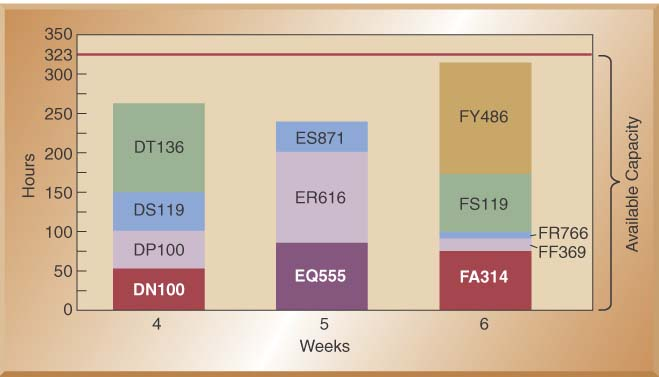 350
323
300
250
200
150
100
50
0
Hours
DT136
DS119
DP100
DN100
ES871
ER616
EQ555
FY486
FS119
FR766
FF369
FA314
4
5
6
Weeks
Available Capacity